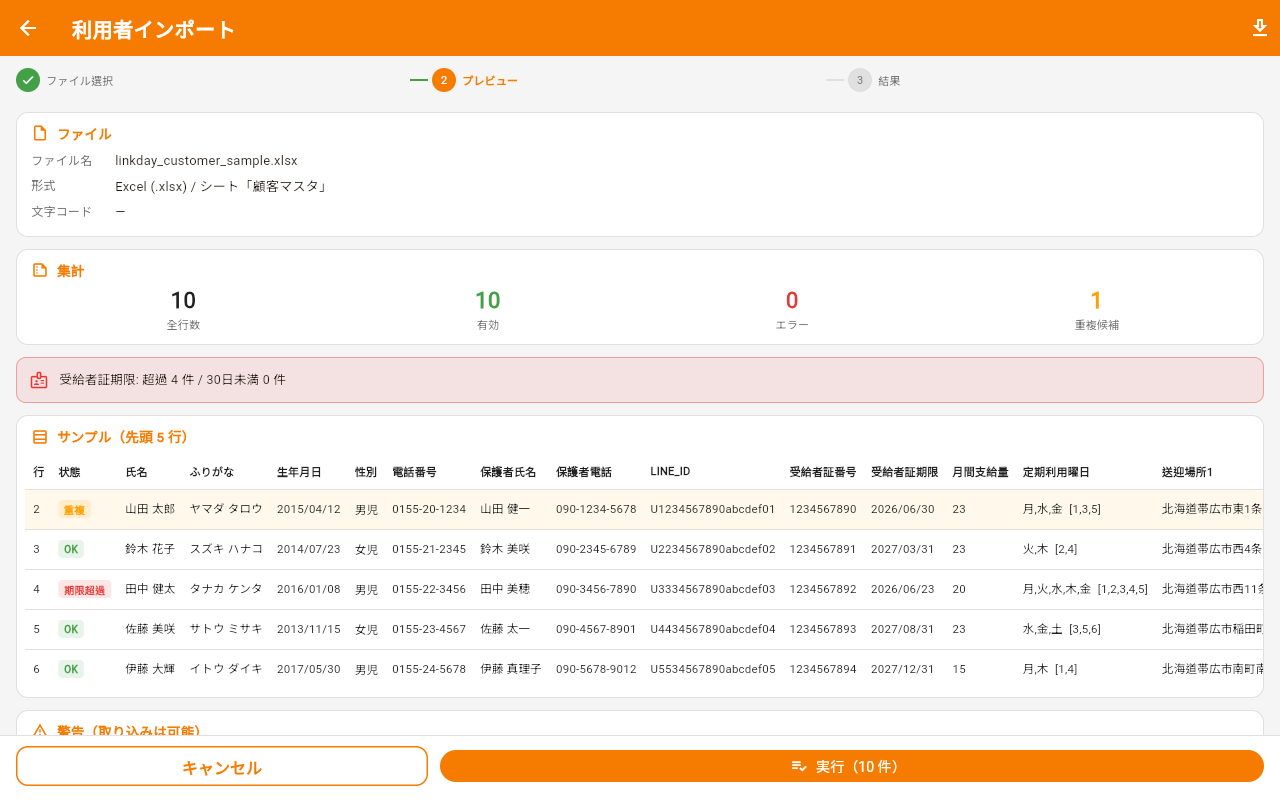 利用者インポート
ファイル選択
2 プレビュー
3 結果
ファイル
ファイル名 linkday_customer_sample.xlsx
形式 Excel (.xlsx) / シート「顧客マスタ」
文字コード —
集計
10 10 0 1
全行数 有効 エラー 重複候補
受給者証期限: 超過 4 件 / 30日未満 0 件
サンプル（先頭 5 行）
行 状態 氏名 ふりがな 生年月日 性別 電話番号 保護者氏名 保護者電話 LINE_ID 受給者証番号 受給者証期限 月間支給量 定期利用曜日 送迎場所1
2 重複 山田 太郎 ヤマダ タロウ 2015/04/12 男児 0155-20-1234 山田 健一 090-1234-5678 U1234567890abcdef01 1234567890 2026/06/30 23 月,水,金 [1,3,5] 北海道帯広市東1条
3 OK 鈴木 花子 スズキ ハナコ 2014/07/23 女児 0155-21-2345 鈴木 美咲 090-2345-6789 U2234567890abcdef02 1234567891 2027/03/31 23 火,木 [2,4] 北海道帯広市西4条
4 期限超過 田中 健太 タナカ ケンタ 2016/01/08 男児 0155-22-3456 田中 美穂 090-3456-7890 U3334567890abcdef03 1234567892 2026/06/23 20 月,火,水,木,金 [1,2,3,4,5] 北海道帯広市西11条
5 OK 佐藤 美咲 サトウ ミサキ 2013/11/15 女児 0155-23-4567 佐藤 太一 090-4567-8901 U4434567890abcdef04 1234567893 2027/08/31 23 水,金,土 [3,5,6] 北海道帯広市稲田町
6 OK 伊藤 大輝 イトウ ダイキ 2017/05/30 男児 0155-24-5678 伊藤 真理子 090-5678-9012 U5534567890abcdef05 1234567894 2027/12/31 15 月,木 [1,4] 北海道帯広市南町南
警告（取り込みは可能）
キャンセル
実行（10 件）